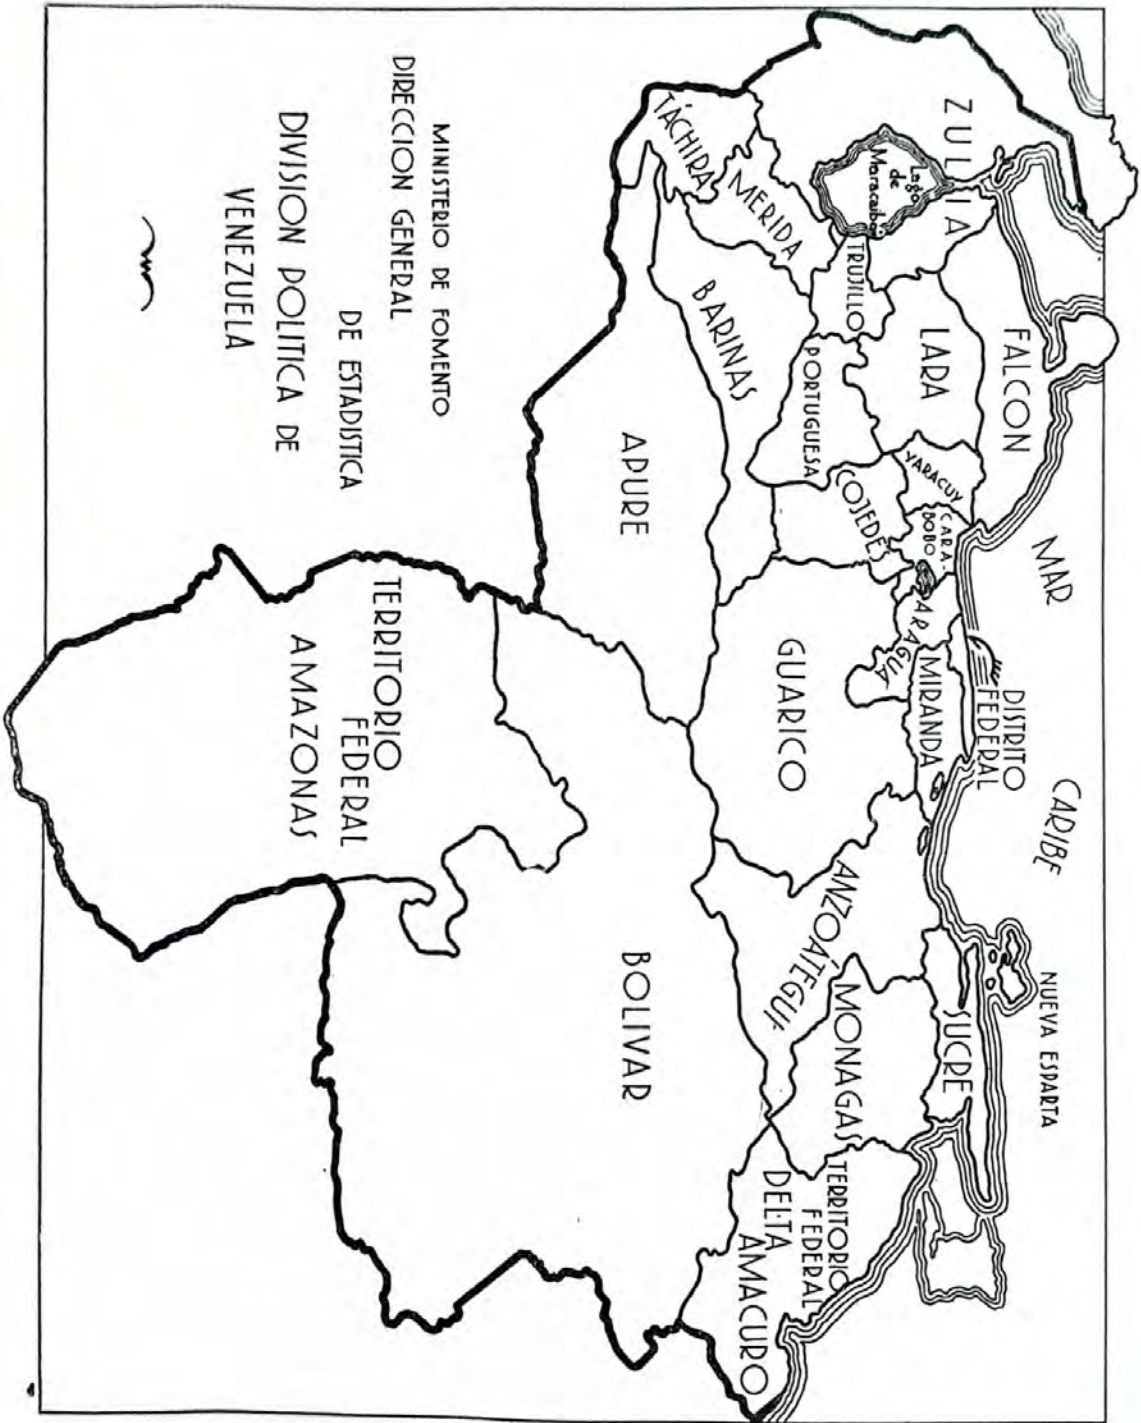 MAR
CARIBE
ZULIA
Lago
de
Maracaibo
FALCON
LARA
YARACUY
CARA-
BOBO
ARAGUA
DISTRITO
FEDERAL
MIRANDA
NUEVA ESPARTA
SUCRE
TRUJILLO
PORTUGUESA
COJEDES
GUARICO
ANZOÁTEGUI
MONAGAS
TERRITORIO
FEDERAL
DELTA
AMACURO
TÁCHIRA
MERIDA
BARINAS
APURE
BOLIVAR
TERRITORIO
FEDERAL
AMAZONAS
MINISTERIO DE FOMENTO
DIRECCION GENERAL
DE ESTADISTICA
DIVISION POLITICA DE
VENEZUELA